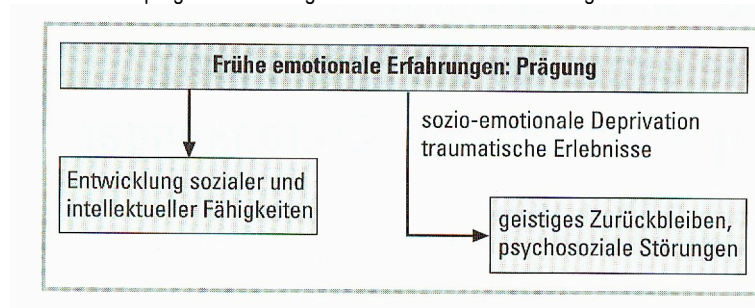 Frühe emotionale Erfahrungen: Prägung
sozio-emotionale Deprivation
traumatische Erlebnisse
Entwicklung sozialer und
intellektueller Fähigkeiten
geistiges Zurückbleiben,
psychosoziale Störungen